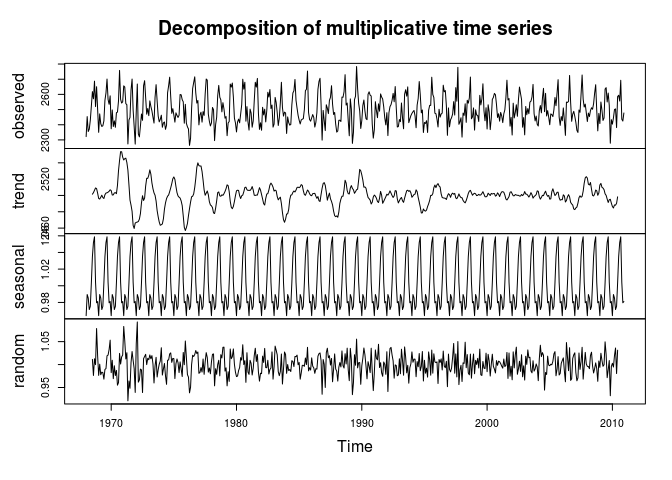 Decomposition of multiplicative time series
observed
2300 2600
trend
2520
seasonal
0.98 1.02
random
0.95 1.05
1970 1980 1990 2000 2010
Time